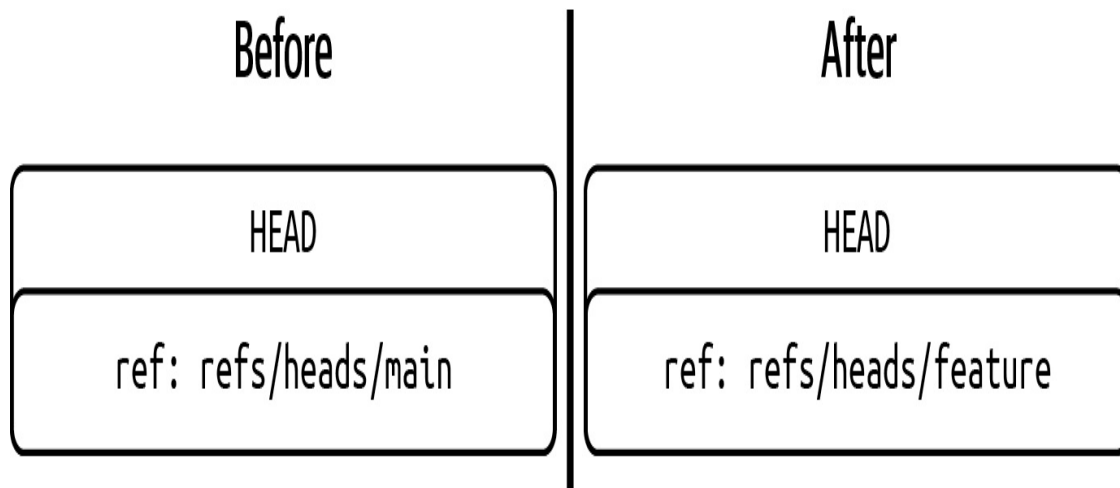 Before
HEAD
ref: refs/heads/main
After
HEAD
ref: refs/heads/feature